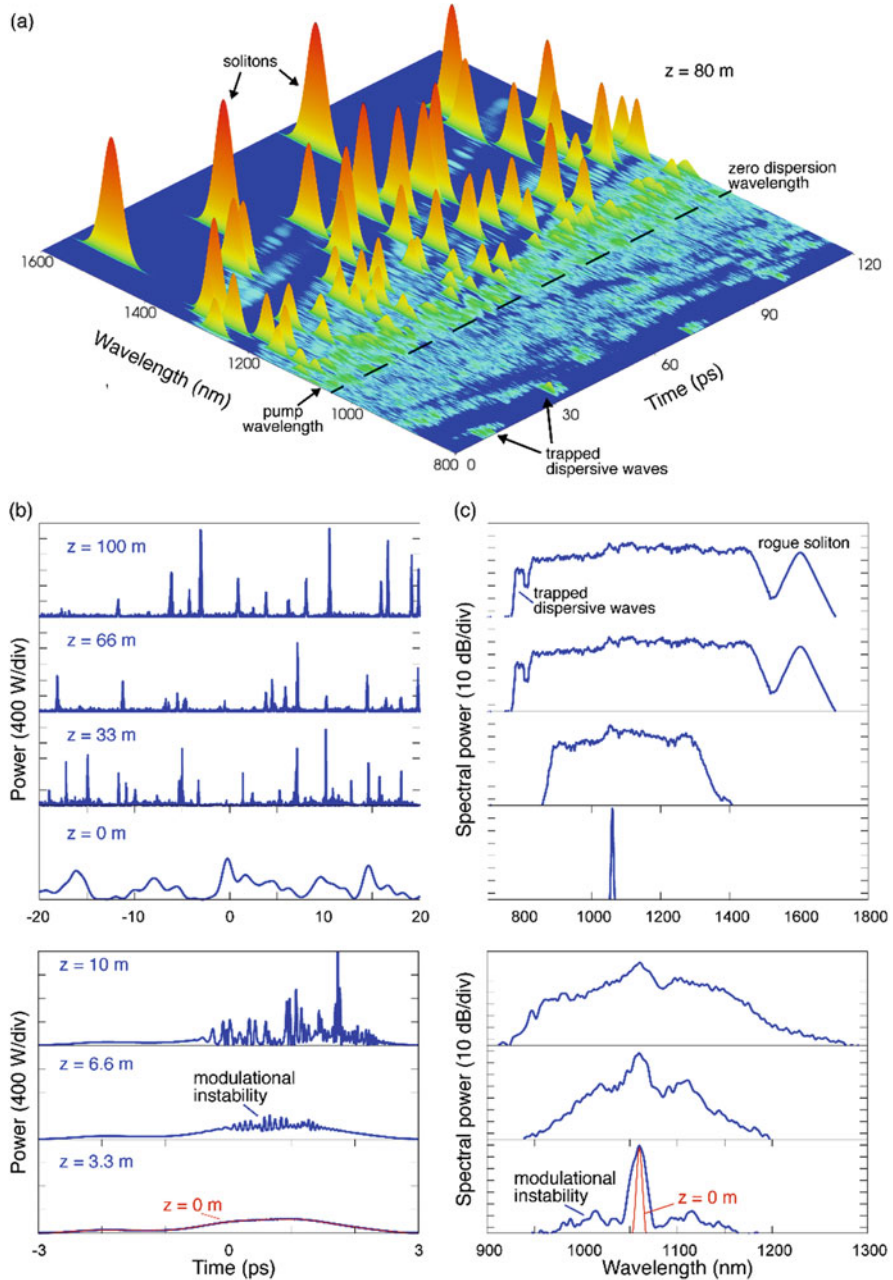 (a)
solitons
z = 80 m
zero dispersion
wavelength
1600
1400
1200
1000
800
Wavelength (nm)
0
30
60
90
120
Time (ps)
pump
wavelength
trapped
dispersive waves
(b)
z = 100 m
z = 66 m
z = 33 m
z = 0 m
Power (400 W/div)
-20 -10 0 10 20
(c)
rogue soliton
trapped
dispersive waves
Spectral power (10 dB/div)
800 1000 1200 1400 1600 1800
z = 10 m
z = 6.6 m
modulational
instability
z = 3.3 m
z = 0 m
Power (400 W/div)
-3 0 3
Time (ps)
Spectral power (10 dB/div)
modulational
instability
z = 0 m
900 1000 1100 1200 1300
Wavelength (nm)